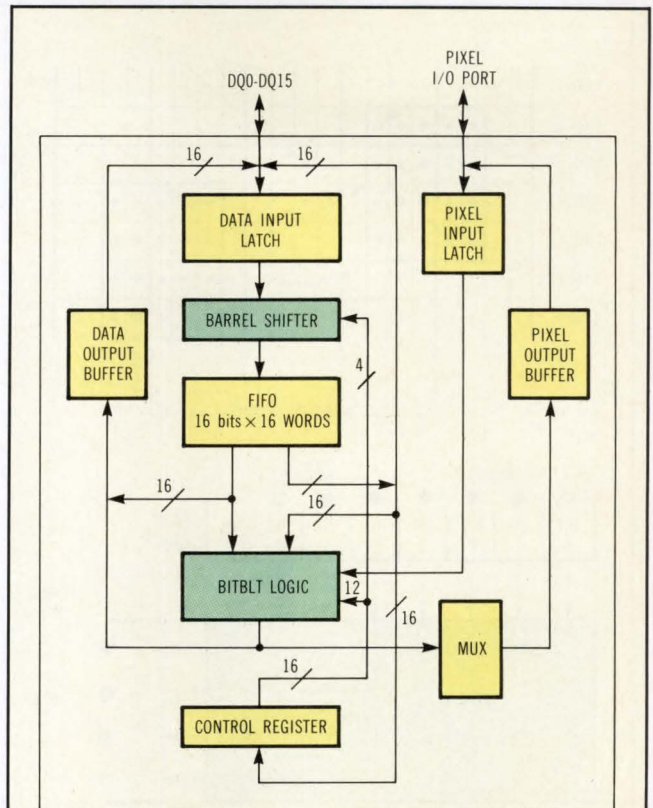 DQ0-DQ15
PIXEL
I/O PORT
16
16
DATA INPUT
LATCH
PIXEL
INPUT
LATCH
BARREL SHIFTER
DATA
OUTPUT
BUFFER
PIXEL
OUTPUT
BUFFER
4
FIFO
16 bits × 16 WORDS
16
16
BITBLT LOGIC
12
16
MUX
16
CONTROL REGISTER